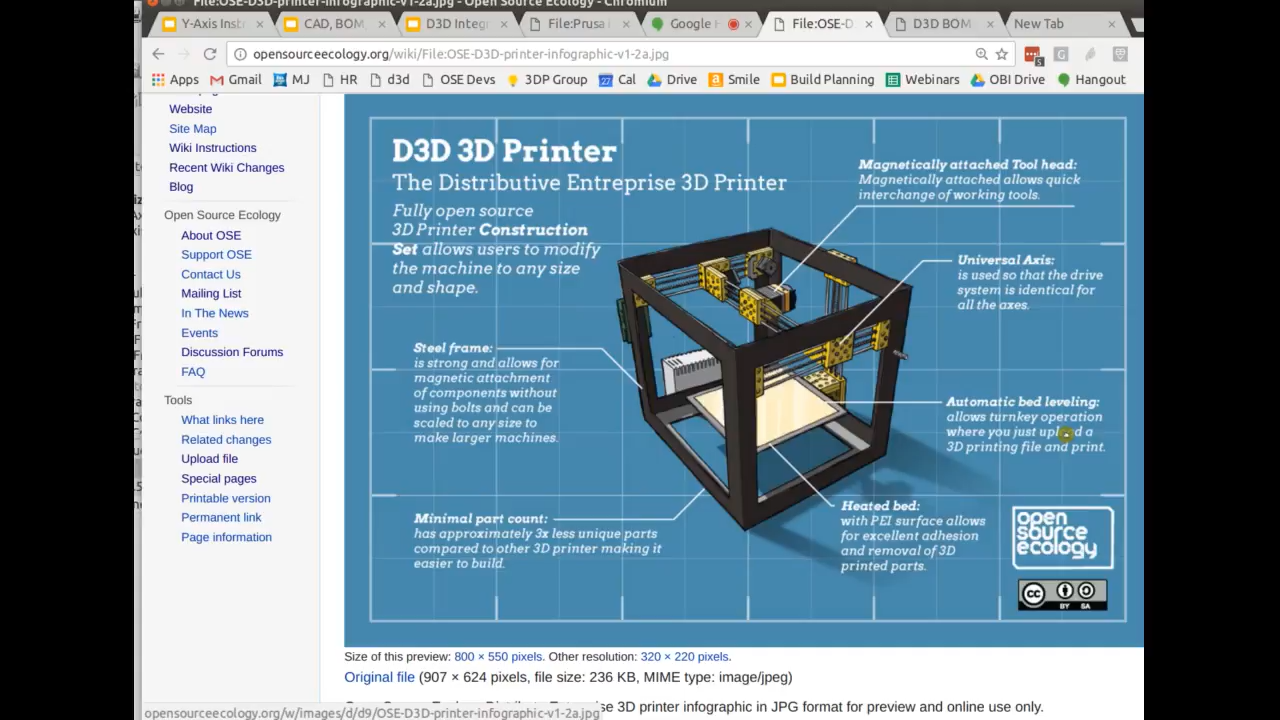 File:OSE-D3D-printer-infographic-v1-2a.jpg - Open Source Ecology - Chromium
Y-Axis Inst
CAD, BOM,
D3D Integ
File:Prusa
Google H
File:OSE-D
D3D BOM
New Tab
opensourceecology.org/wiki/File:OSE-D3D-printer-infographic-v1-2a.jpg
Apps
Gmail
MJ
HR
d3d
OSE Devs
3DP Group
27 Cal
Drive
Smile
Build Planning
Webinars
OBI Drive
Hangout
Website
Site Map
Wiki Instructions
Recent Wiki Changes
Blog
Open Source Ecology
About OSE
Support OSE
Contact Us
Mailing List
In The News
Events
Discussion Forums
FAQ
Tools
What links here
Related changes
Upload file
Special pages
Printable version
Permanent link
Page information
D3D 3D Printer
The Distributive Entreprise 3D Printer
Fully open source
3D Printer Construction
Set allows users to modify
the machine to any size
and shape.
Magnetically attached Tool head:
Magnetically attached allows quick
interchange of working tools.
Universal Axis:
is used so that the drive
system is identical for
all the axes.
Steel frame:
is strong and allows for
magnetic attachment
of components without
using bolts and can be
scaled to any size to
make larger machines.
Automatic bed leveling:
allows turnkey operation
where you just upload a
3D printing file and print.
Minimal part count:
has approximately 3x less unique parts
compared to other 3D printer making it
easier to build.
Heated bed:
with PEI surface allows
for excellent adhesion
and removal of 3D
printed parts.
open
source
ecology
CC BY SA
Size of this preview: 800 × 550 pixels. Other resolution: 320 × 220 pixels.
Original file (907 × 624 pixels, file size: 236 KB, MIME type: image/jpeg)
3D printer infographic in JPG format for preview and online use only.
opensourceecology.org/w/images/d/d9/OSE-D3D-printer-infographic-v1-2a.jpg